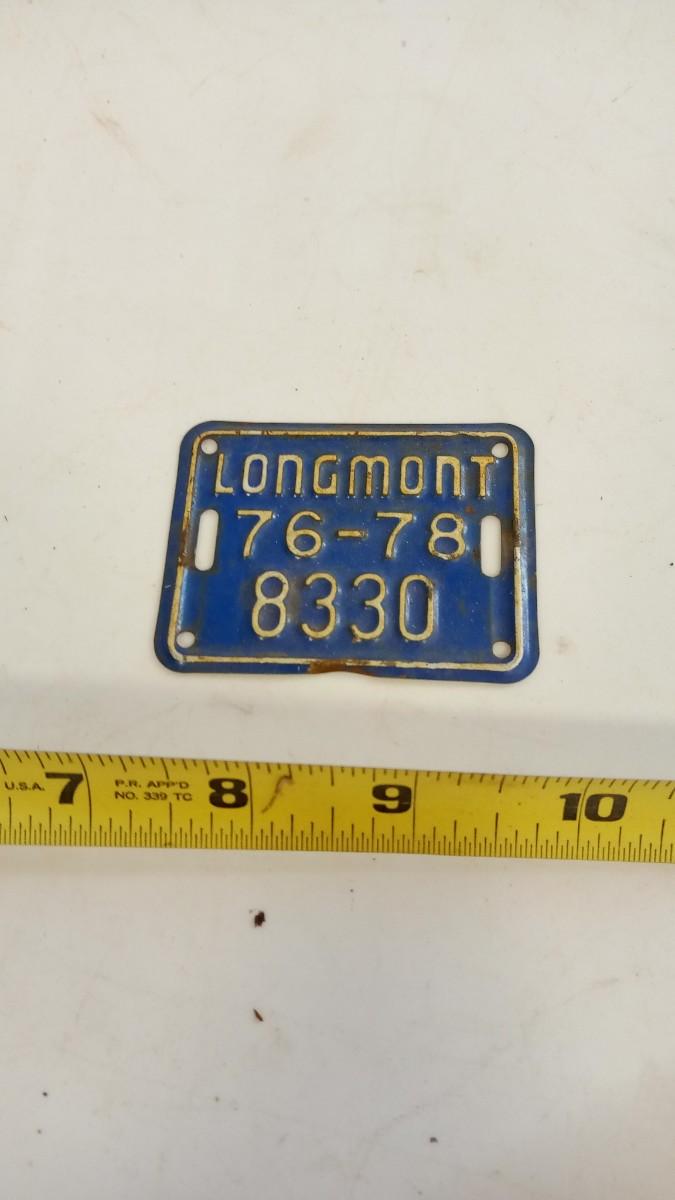 LONGMONT
76-78
8330
U.S.A. 7 P.R. APP'D NO. 339 TC 8 9 10